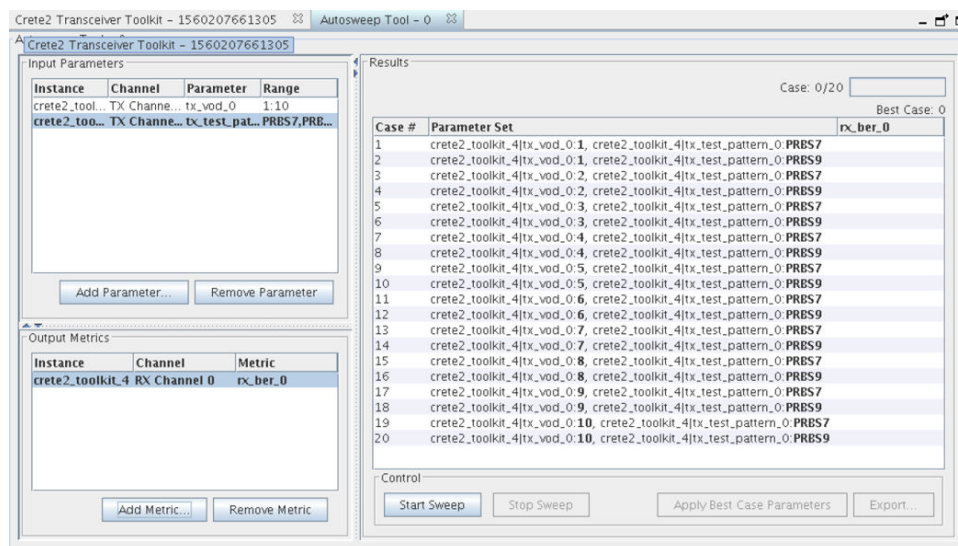 Crete2 Transceiver Toolkit – 1560207661305 Autosweep Tool – 0
Crete2 Transceiver Toolkit – 1560207661305
Input Parameters
Instance Channel Parameter Range
crete2_tool... TX Channe... tx_vod_0 1:10
crete2_too... TX Channe... tx_test_pat... PRBS7,PRB...
Add Parameter... Remove Parameter
Output Metrics
Instance Channel Metric
crete2_toolkit_4 RX Channel 0 rx_ber_0
Add Metric... Remove Metric
Results
Case: 0/20
Best Case: 0
Case # Parameter Set rx_ber_0
1 crete2_toolkit_4|tx_vod_0:1, crete2_toolkit_4|tx_test_pattern_0:PRBS7
2 crete2_toolkit_4|tx_vod_0:1, crete2_toolkit_4|tx_test_pattern_0:PRBS9
3 crete2_toolkit_4|tx_vod_0:2, crete2_toolkit_4|tx_test_pattern_0:PRBS7
4 crete2_toolkit_4|tx_vod_0:2, crete2_toolkit_4|tx_test_pattern_0:PRBS9
5 crete2_toolkit_4|tx_vod_0:3, crete2_toolkit_4|tx_test_pattern_0:PRBS7
6 crete2_toolkit_4|tx_vod_0:3, crete2_toolkit_4|tx_test_pattern_0:PRBS9
7 crete2_toolkit_4|tx_vod_0:4, crete2_toolkit_4|tx_test_pattern_0:PRBS7
8 crete2_toolkit_4|tx_vod_0:4, crete2_toolkit_4|tx_test_pattern_0:PRBS9
9 crete2_toolkit_4|tx_vod_0:5, crete2_toolkit_4|tx_test_pattern_0:PRBS7
10 crete2_toolkit_4|tx_vod_0:5, crete2_toolkit_4|tx_test_pattern_0:PRBS9
11 crete2_toolkit_4|tx_vod_0:6, crete2_toolkit_4|tx_test_pattern_0:PRBS7
12 crete2_toolkit_4|tx_vod_0:6, crete2_toolkit_4|tx_test_pattern_0:PRBS9
13 crete2_toolkit_4|tx_vod_0:7, crete2_toolkit_4|tx_test_pattern_0:PRBS7
14 crete2_toolkit_4|tx_vod_0:7, crete2_toolkit_4|tx_test_pattern_0:PRBS9
15 crete2_toolkit_4|tx_vod_0:8, crete2_toolkit_4|tx_test_pattern_0:PRBS7
16 crete2_toolkit_4|tx_vod_0:8, crete2_toolkit_4|tx_test_pattern_0:PRBS9
17 crete2_toolkit_4|tx_vod_0:9, crete2_toolkit_4|tx_test_pattern_0:PRBS7
18 crete2_toolkit_4|tx_vod_0:9, crete2_toolkit_4|tx_test_pattern_0:PRBS9
19 crete2_toolkit_4|tx_vod_0:10, crete2_toolkit_4|tx_test_pattern_0:PRBS7
20 crete2_toolkit_4|tx_vod_0:10, crete2_toolkit_4|tx_test_pattern_0:PRBS9
Control
Start Sweep Stop Sweep Apply Best Case Parameters Export...